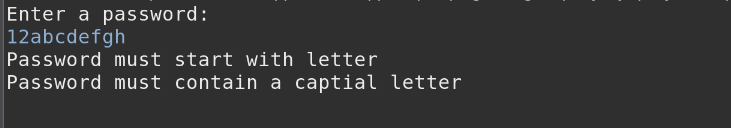 Enter a password:
12abcdefgh
Password must start with letter
Password must contain a captial letter